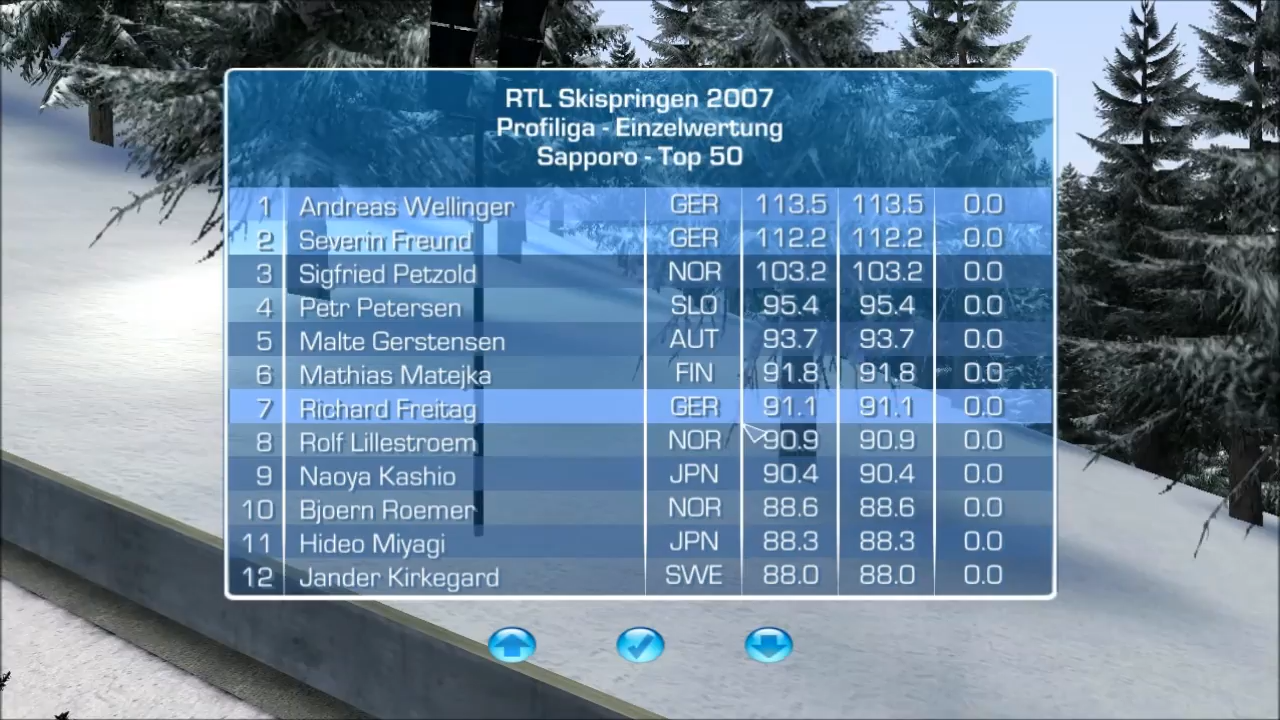 RTL Skispringen 2007
Profiliga - Einzelwertung
Sapporo - Top 50
1 Andreas Wellinger GER 113.5 113.5 0.0
2 Severin Freund GER 112.2 112.2 0.0
3 Sigfried Petzold NOR 103.2 103.2 0.0
4 Petr Petersen SLO 95.4 95.4 0.0
5 Malte Gerstensen AUT 93.7 93.7 0.0
6 Mathias Matejka FIN 91.8 91.8 0.0
7 Richard Freitag GER 91.1 91.1 0.0
8 Rolf Lillestroem NOR 90.9 90.9 0.0
9 Naoya Kashio JPN 90.4 90.4 0.0
10 Bjoern Roemer NOR 88.6 88.6 0.0
11 Hideo Miyagi JPN 88.3 88.3 0.0
12 Jander Kirkegard SWE 88.0 88.0 0.0